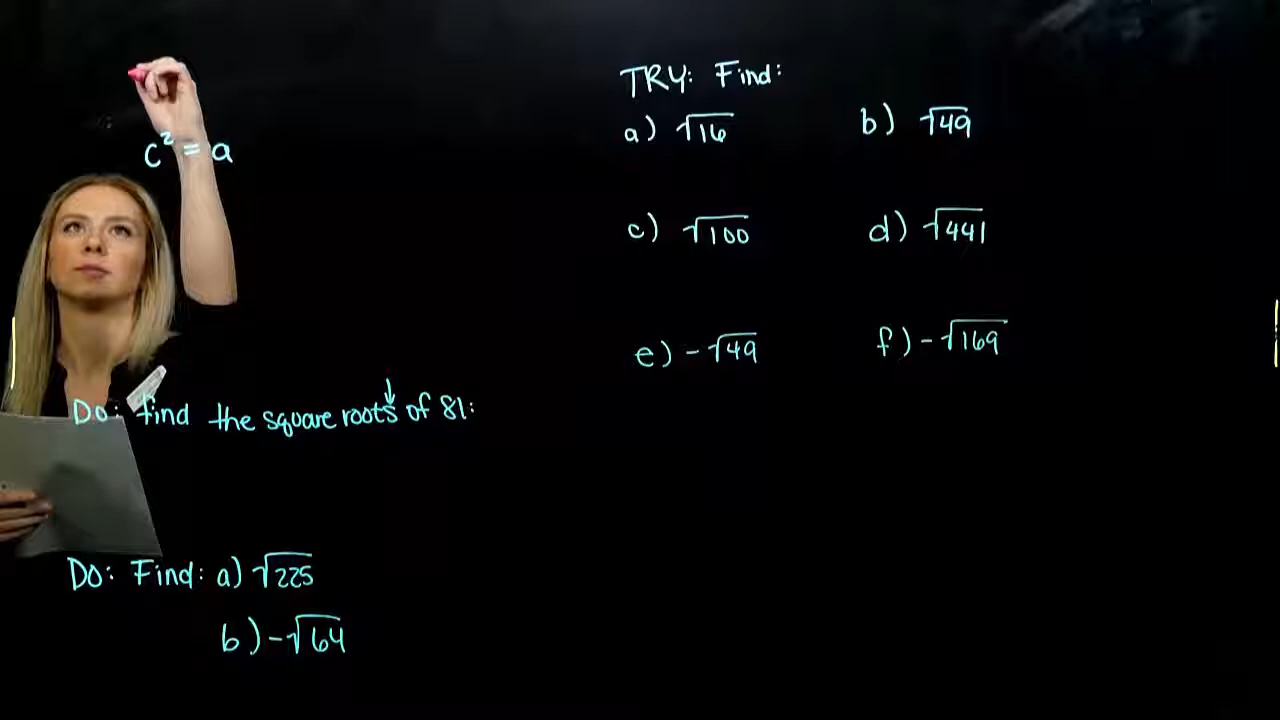 c² = a
Do: find the square roots of 81:
Do: Find: a) √225
b) -√64
TRY: Find:
a) √16 b) √49
c) √100 d) √441
e) -√49 f) -√169